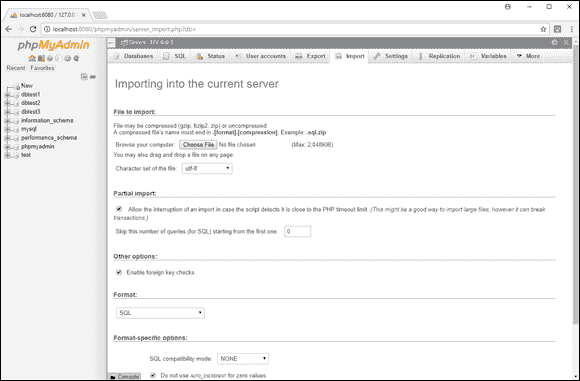 localhost:8080 / 127.0.0
localhost:8080/phpmyadmin/server_import.php?db=
phpMyAdmin
Recent Favorites
New
dbtest1
dbtest2
dbtest3
information_schema
mysql
performance_schema
phpmyadmin
test
Server: 127.0.0.1
Databases SQL Status User accounts Export Import Settings Replication Variables More
Importing into the current server
File to import:
File may be compressed (gzip, bzip2, zip) or uncompressed.
A compressed file's name must end in .[format].[compression]. Example: .sql.zip
Browse your computer: Choose File No file chosen (Max: 2,048KiB)
You may also drag and drop a file on any page.
Character set of the file: utf-8
Partial import:
Allow the interruption of an import in case the script detects it is close to the PHP timeout limit. (This might be a good way to import large files, however it can break
transactions.)
Skip this number of queries (for SQL) starting from the first one: 0
Other options:
Enable foreign key checks
Format:
SQL
Format-specific options:
SQL compatibility mode: NONE
Console
Do not use AUTO_INCREMENT for zero values